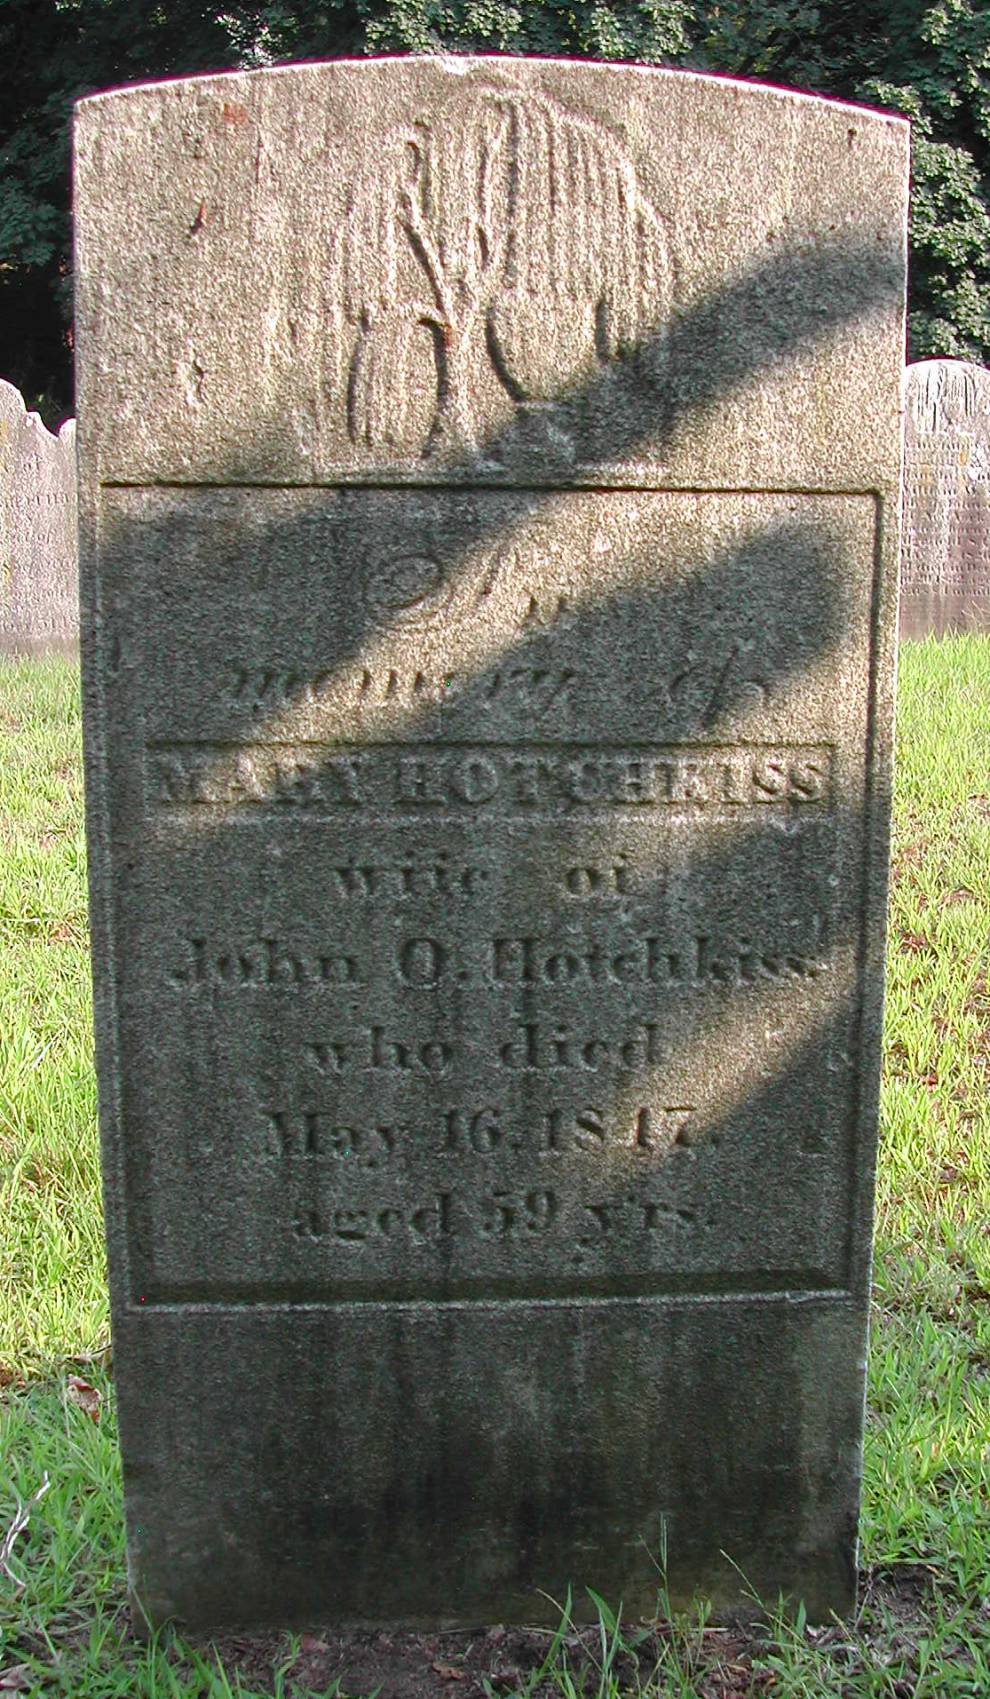 In
memory of
MARY HOTCHKISS
wife of
John Q. Hotchkiss.
who died
May 16, 1847.
aged 59 yrs.